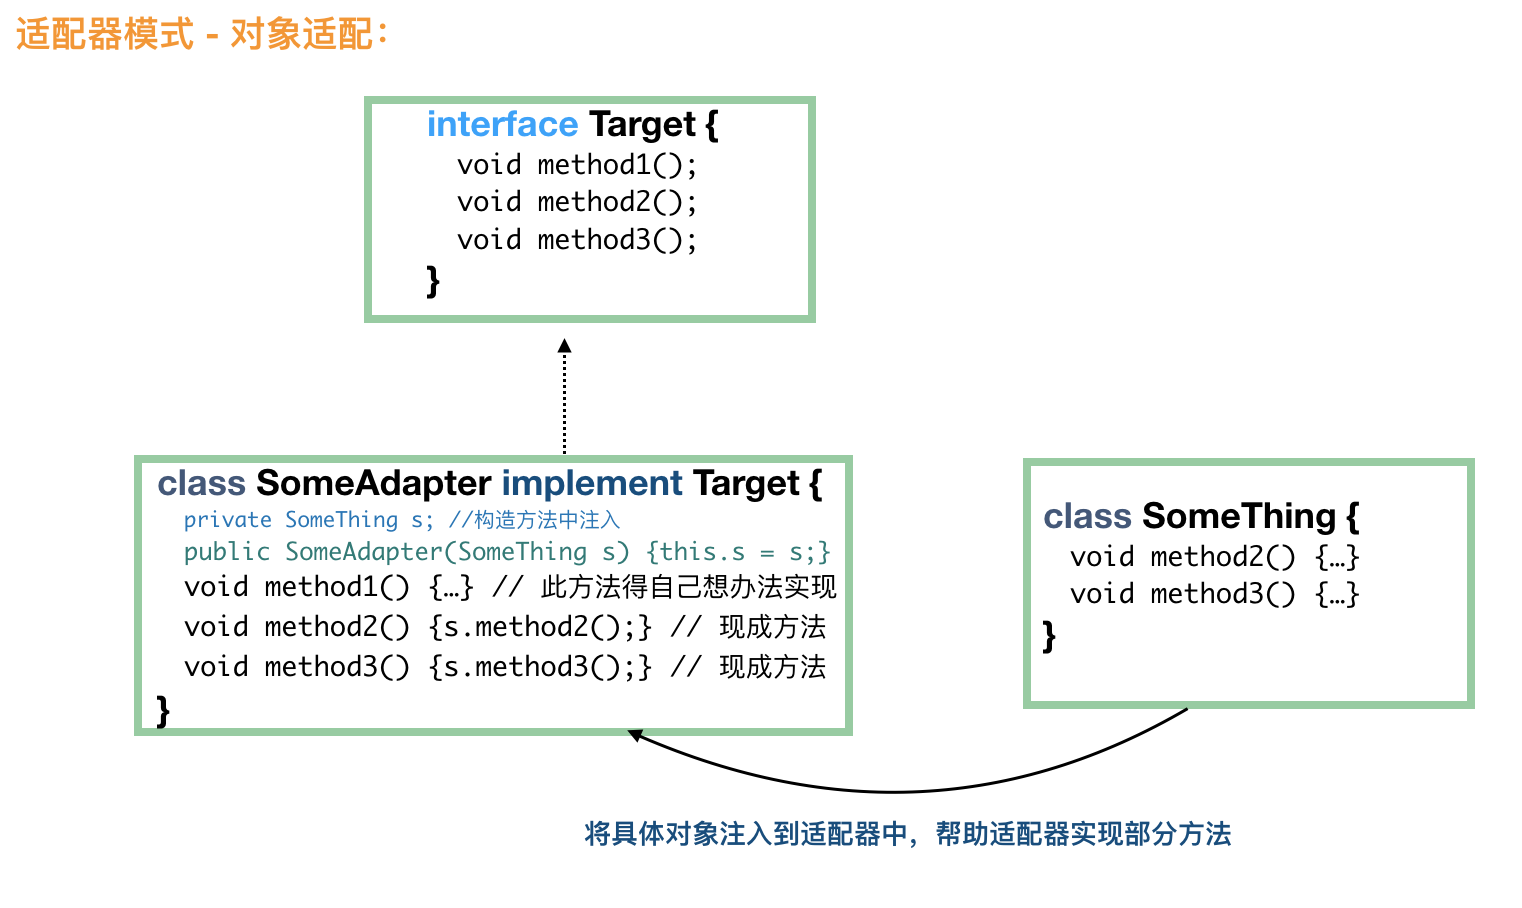 适配器模式 - 对象适配：
interface Target {
void method1();
void method2();
void method3();
}
class SomeAdapter implement Target {
private SomeThing s; //构造方法中注入
public SomeAdapter(SomeThing s) {this.s = s;}
void method1() {…} // 此方法得自己想办法实现
void method2() {s.method2();} // 现成方法
void method3() {s.method3();} // 现成方法
}
class SomeThing {
void method2() {…}
void method3() {…}
}
将具体对象注入到适配器中，帮助适配器实现部分方法